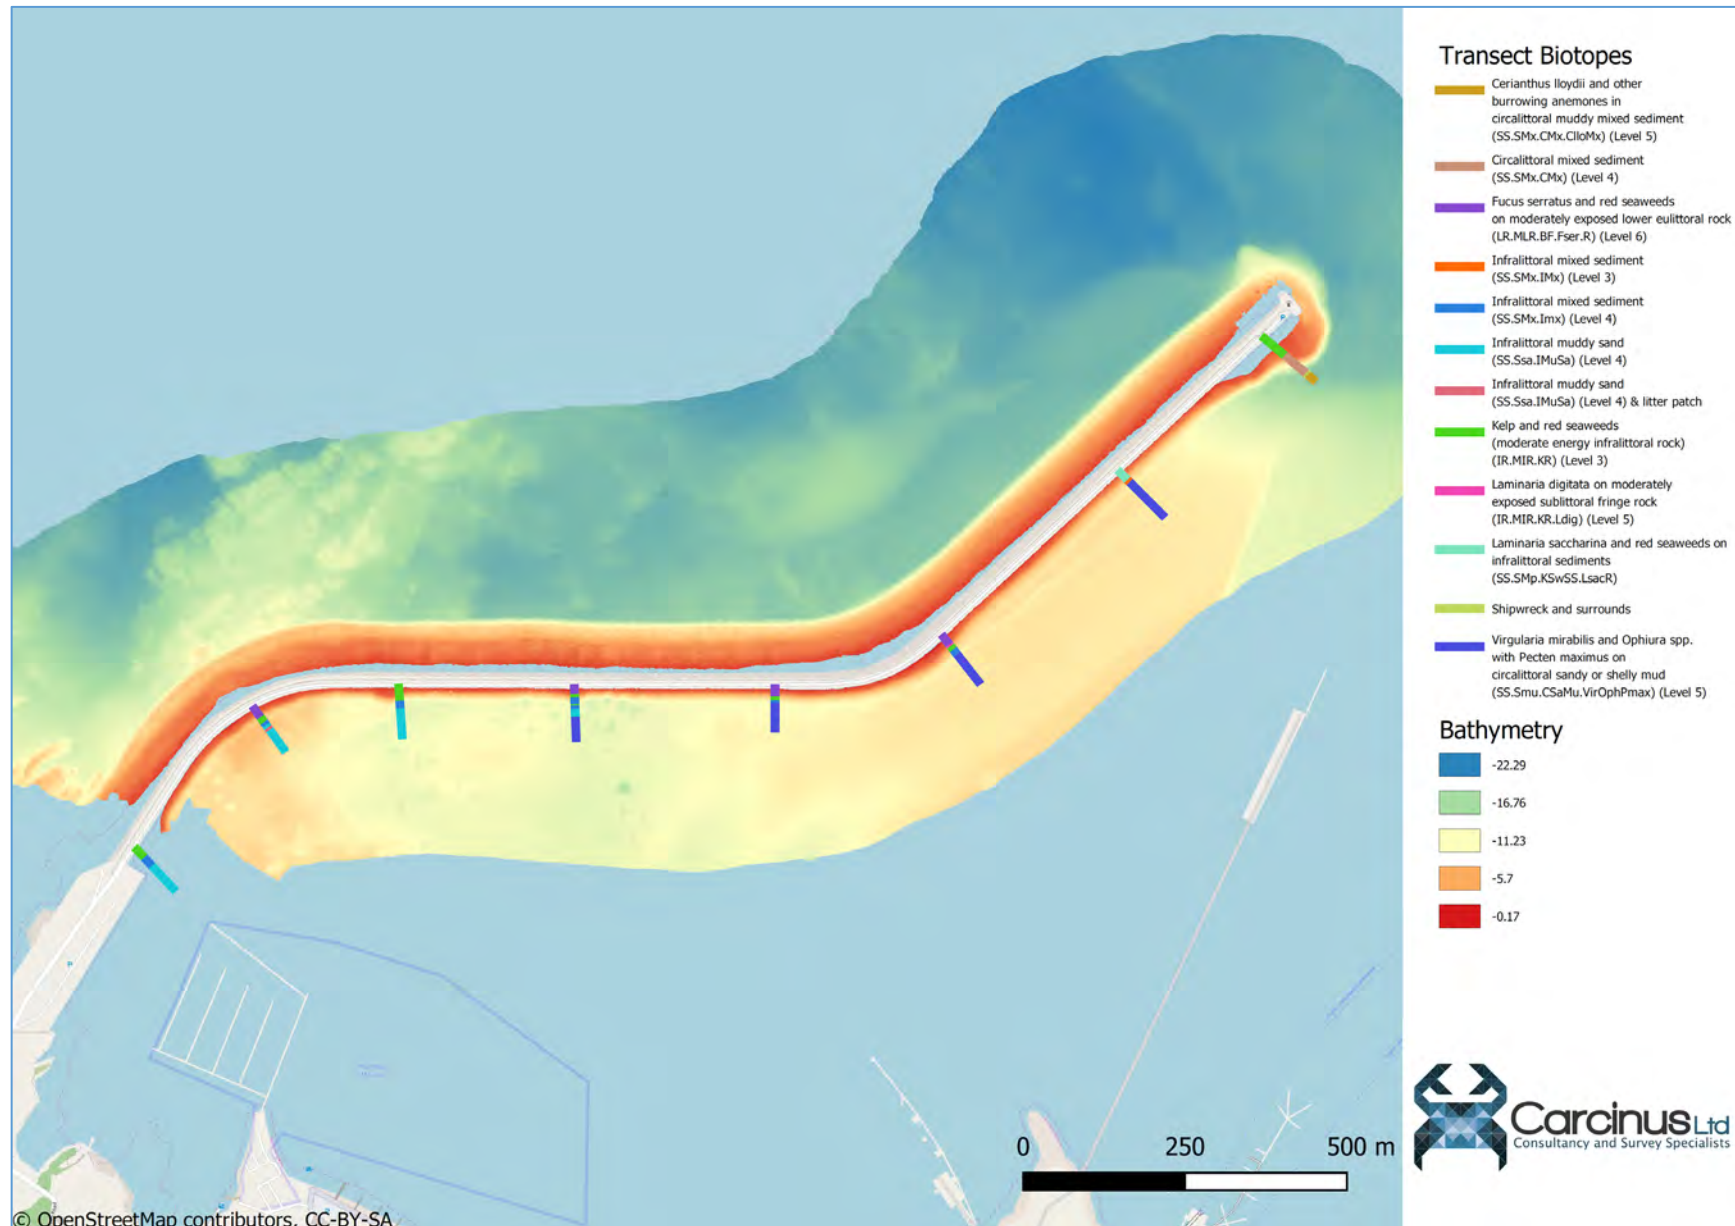 Transect Biotopes
Cerianthus lloydii and other
burrowing anemones in
circalittoral muddy mixed sediment
(SS.SMx.CMx.ClloMx) (Level 5)
Circalittoral mixed sediment
(SS.SMx.CMx) (Level 4)
Fucus serratus and red seaweeds
on moderately exposed lower eulittoral rock
(LR.MLR.BF.Fser.R) (Level 6)
Infralittoral mixed sediment
(SS.SMx.IMx) (Level 3)
Infralittoral mixed sediment
(SS.SMx.Imx) (Level 4)
Infralittoral muddy sand
(SS.Ssa.IMuSa) (Level 4)
Infralittoral muddy sand
(SS.Ssa.IMuSa) (Level 4) & litter patch
Kelp and red seaweeds
(moderate energy infralittoral rock)
(IR.MIR.KR) (Level 3)
Laminaria digitata on moderately
exposed sublittoral fringe rock
(IR.MIR.KR.Ldig) (Level 5)
Laminaria saccharina and red seaweeds on
infralittoral sediments
(SS.SMp.KSwSS.LsacR)
Shipwreck and surrounds
Virgularia mirabilis and Ophiura spp.
with Pecten maximus on
circalittoral sandy or shelly mud
(SS.Smu.CSaMu.VirOphPmax) (Level 5)
Bathymetry
-22.29
-16.76
-11.23
-5.7
-0.17
P
P
0 250 500 m
Carcinus Ltd
Consultancy and Survey Specialists
© OpenStreetMap contributors, CC-BY-SA